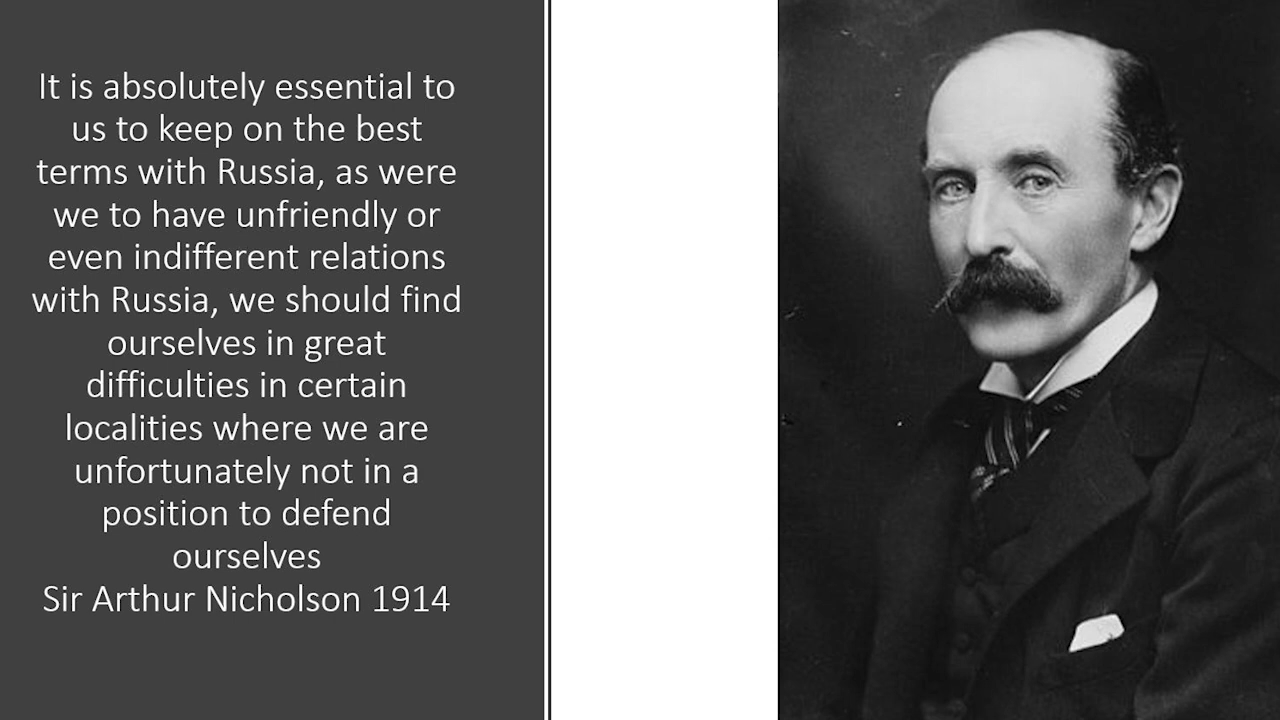 It is absolutely essential to
us to keep on the best
terms with Russia, as were
we to have unfriendly or
even indifferent relations
with Russia, we should find
ourselves in great
difficulties in certain
localities where we are
unfortunately not in a
position to defend
ourselves
Sir Arthur Nicholson 1914